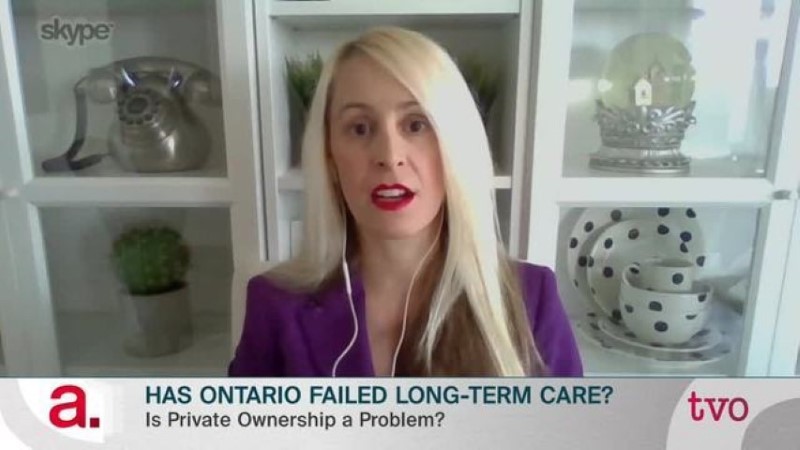 skype
a.
HAS ONTARIO FAILED LONG-TERM CARE?
Is Private Ownership a Problem?
tvo